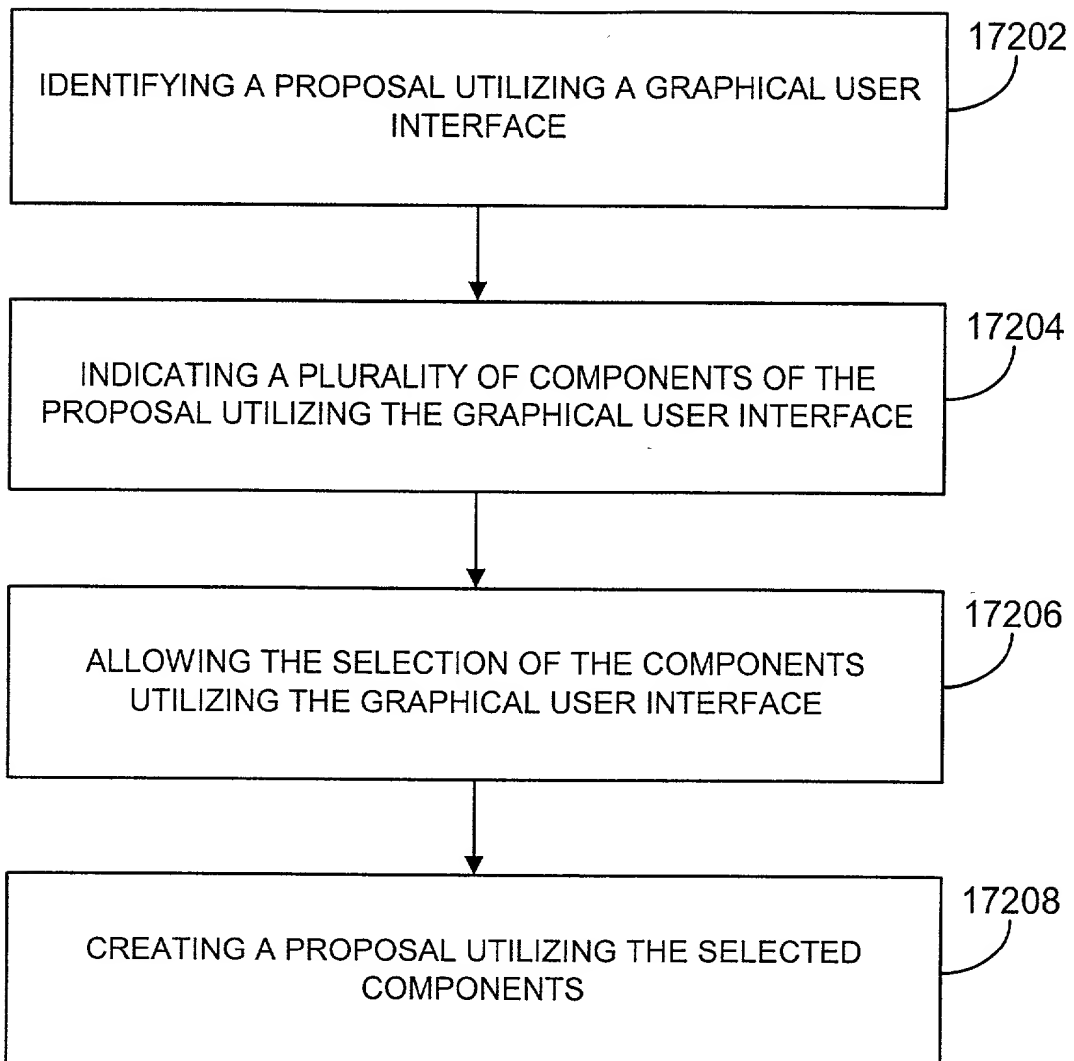 17202
IDENTIFYING A PROPOSAL UTILIZING A GRAPHICAL USER
INTERFACE
17204
INDICATING A PLURALITY OF COMPONENTS OF THE
PROPOSAL UTILIZING THE GRAPHICAL USER INTERFACE
17206
ALLOWING THE SELECTION OF THE COMPONENTS
UTILIZING THE GRAPHICAL USER INTERFACE
17208
CREATING A PROPOSAL UTILIZING THE SELECTED
COMPONENTS